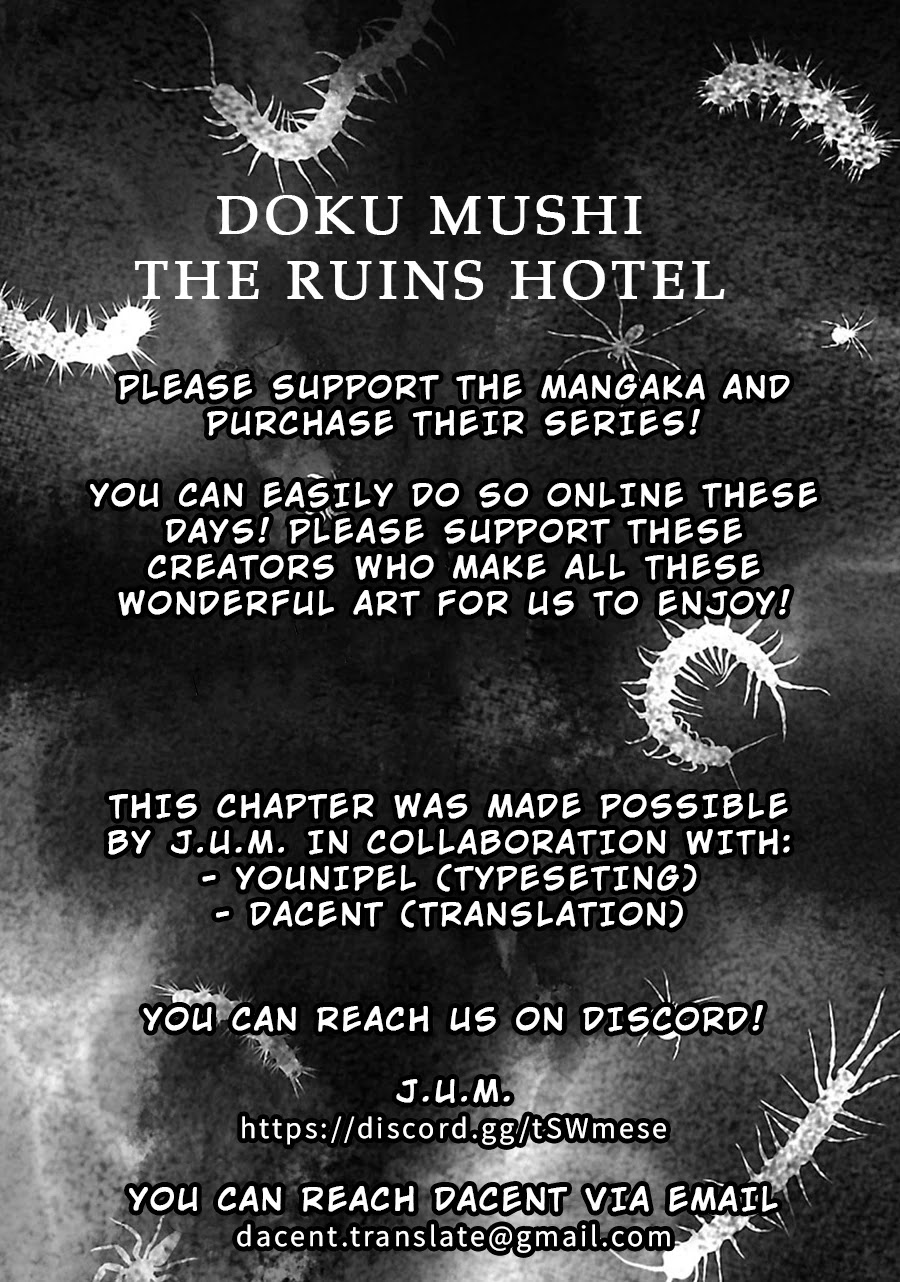 DOKU MUSHI
THE RUINS HOTEL
PLEASE SUPPORT THE MANGAKA AND
PURCHASE THEIR SERIES!
YOU CAN EASILY DO SO ONLINE THESE
DAYS! PLEASE SUPPORT THESE
CREATORS WHO MAKE ALL THESE
WONDERFUL ART FOR US TO ENJOY!
THIS CHAPTER WAS MADE POSSIBLE
BY J.U.M. IN COLLABORATION WITH:
- YOUNIPEL (TYPESETING)
- DACENT (TRANSLATION)
YOU CAN REACH US ON DISCORD!
J.U.M.
https://discord.gg/tSWmese
YOU CAN REACH DACENT VIA EMAIL
dacent.translate@gmail.com